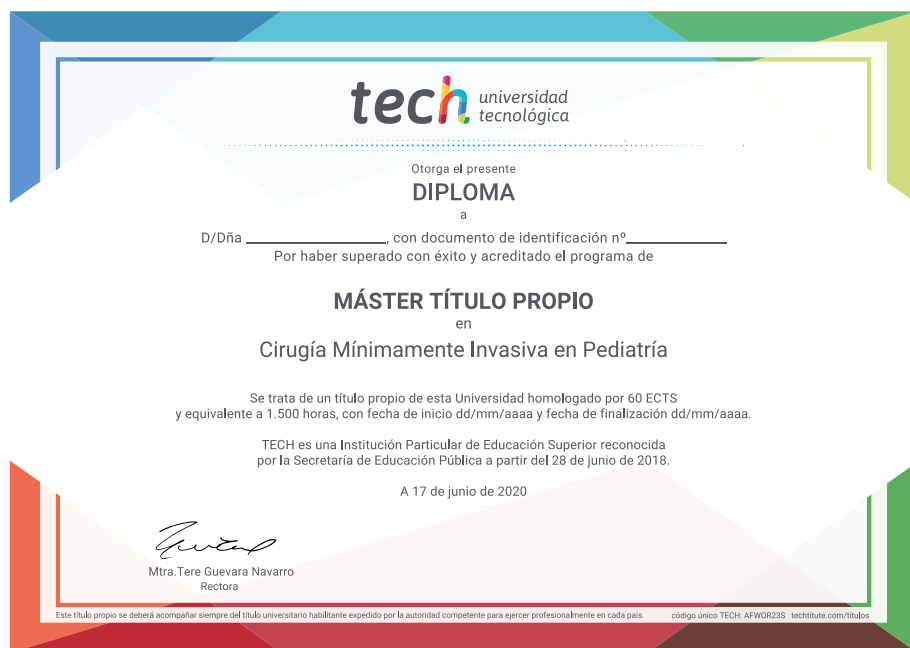 tech universidad
tecnológica
Otorga el presente
DIPLOMA
a
D/Dña ____________________, con documento de identificación nº______________
Por haber superado con éxito y acreditado el programa de
MÁSTER TÍTULO PROPIO
en
Cirugía Mínimamente Invasiva en Pediatría
Se trata de un título propio de esta Universidad homologado por 60 ECTS
y equivalente a 1.500 horas, con fecha de inicio dd/mm/aaaa y fecha de finalización dd/mm/aaaa.
TECH es una Institución Particular de Educación Superior reconocida
por la Secretaría de Educación Pública a partir del 28 de junio de 2018.
A 17 de junio de 2020
Mtra.Tere Guevara Navarro
Rectora
Este título propio se deberá acompañar siempre del título universitario habilitante expedido por la autoridad competente para ejercer profesionalmente en cada país. código único TECH: AFWOR23S techtitute.com/titulos